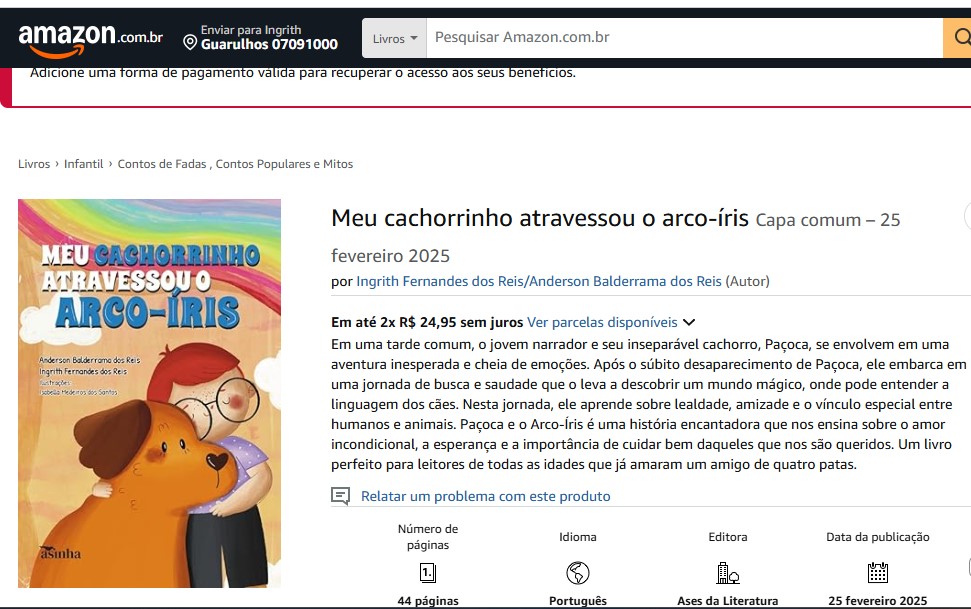 amazon.com.br
Enviar para Ingrith
Guarulhos 07091000
Livros
Pesquisar Amazon.com.br
Adicione uma forma de pagamento válida para recuperar o acesso aos seus benefícios.
Livros › Infantil › Contos de Fadas , Contos Populares e Mitos
MEU CACHORRINHO
ATRAVESSOU O
ARCO-ÍRIS
Anderson Balderrama dos Reis
Ingrith Fernandes dos Reis
Ilustrações:
Isabella Medeiros dos Santos
asinha
Meu cachorrinho atravessou o arco-íris Capa comum – 25
fevereiro 2025
por Ingrith Fernandes dos Reis/Anderson Balderrama dos Reis (Autor)
Em até 2x R$ 24,95 sem juros Ver parcelas disponíveis
Em uma tarde comum, o jovem narrador e seu inseparável cachorro, Paçoca, se envolvem em uma
aventura inesperada e cheia de emoções. Após o súbito desaparecimento de Paçoca, ele embarca em
uma jornada de busca e saudade que o leva a descobrir um mundo mágico, onde pode entender a
linguagem dos cães. Nesta jornada, ele aprende sobre lealdade, amizade e o vínculo especial entre
humanos e animais. Paçoca e o Arco-Íris é uma história encantadora que nos ensina sobre o amor
incondicional, a esperança e a importância de cuidar bem daqueles que nos são queridos. Um livro
perfeito para leitores de todas as idades que já amaram um amigo de quatro patas.
Relatar um problema com este produto
Número de
páginas
1.
44 páginas
Idioma
Português
Editora
Ases da Literatura
Data da publicação
25 fevereiro 2025